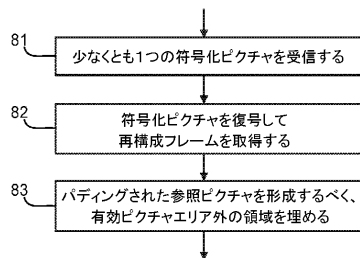 81
少なくとも1つの符号化ピクチャを受信する
82
符号化ピクチャを復号して
再構成フレームを取得する
83
パディングされた参照ピクチャを形成するべく、
有効ピクチャエリア外の領域を埋める